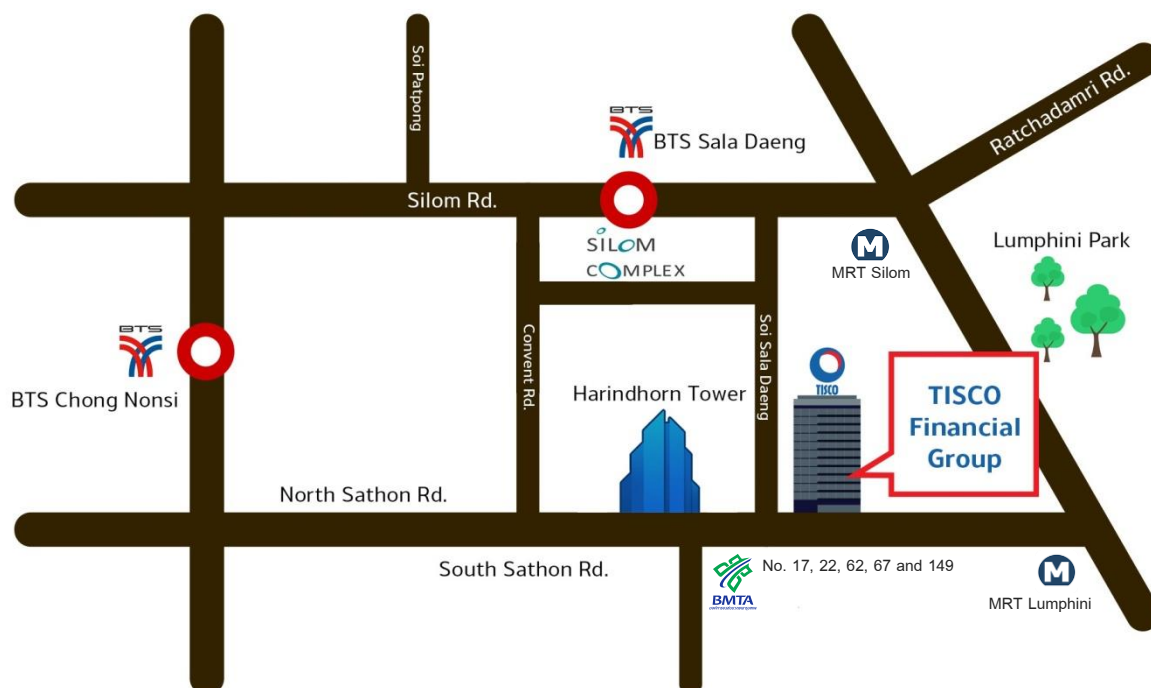 Soi Patpong
BTS
BTS Sala Daeng
Ratchadamri Rd.
Silom Rd.
SILOM
COMPLEX
MRT Silom
Lumphini Park
BTS
BTS Chong Nonsi
Convent Rd.
Soi Sala Daeng
Harindhorn Tower
TISCO
TISCO
Financial
Group
North Sathon Rd.
South Sathon Rd.
BMTA
No. 17, 22, 62, 67 and 149
M
M
MRT Lumphini